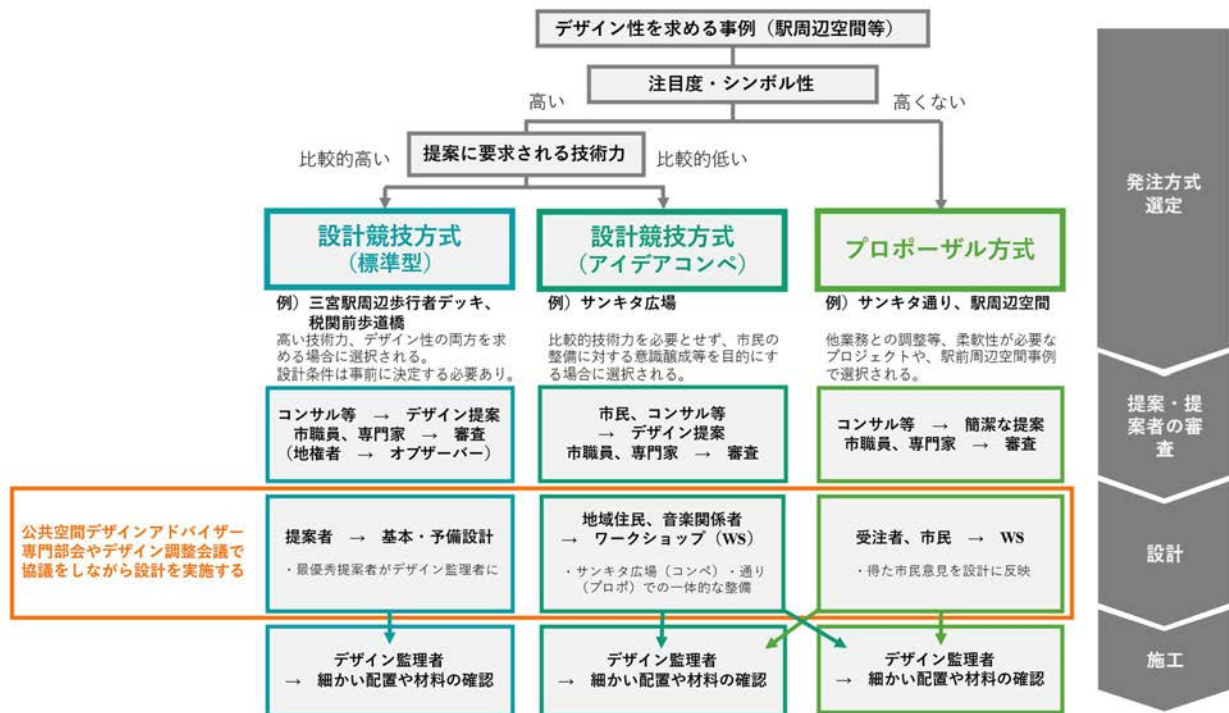 デザイン性を求める事例（駅周辺空間等）
注目度・シンボル性
高い
高くない
提案に要求される技術力
比較的高い
比較的低い
発注方式
選定
設計競技方式
（標準型）
設計競技方式
（アイデアコンペ）
プロポーザル方式
例）三宮駅周辺歩行者デッキ、
税関前歩道橋
高い技術力、デザイン性の両方を求
める場合に選択される。
設計条件は事前に決定する必要あり。
例）サンキタ広場
比較的技術力を必要とせず、市民の
整備に対する意識醸成等を目的にす
る場合に選択される。
例）サンキタ通り、駅周辺空間
他業務との調整等、柔軟性が必要な
プロジェクトや、駅前周辺空間事例
で選択される。
コンサル等　→　デザイン提案
市職員、専門家　→　審査
（地権者　→　オブザーバー）
市民、コンサル等
→　デザイン提案
市職員、専門家　→　審査
コンサル等　→　簡潔な提案
市職員、専門家　→　審査
提案・提
案者の審
査
公共空間デザインアドバイザー
専門部会やデザイン調整会議で
協議をしながら設計を実施する
提案者　→　基本・予備設計
・最優秀提案者がデザイン監理者に
地域住民、音楽関係者
→　ワークショップ（WS）
・サンキタ広場（コンペ）・通り
（プロポ）での一体的な整備
受注者、市民　→　WS
・得た市民意見を設計に反映
設計
デザイン監理者
→　細かい配置や材料の確認
デザイン監理者
→　細かい配置や材料の確認
デザイン監理者
→　細かい配置や材料の確認
施工